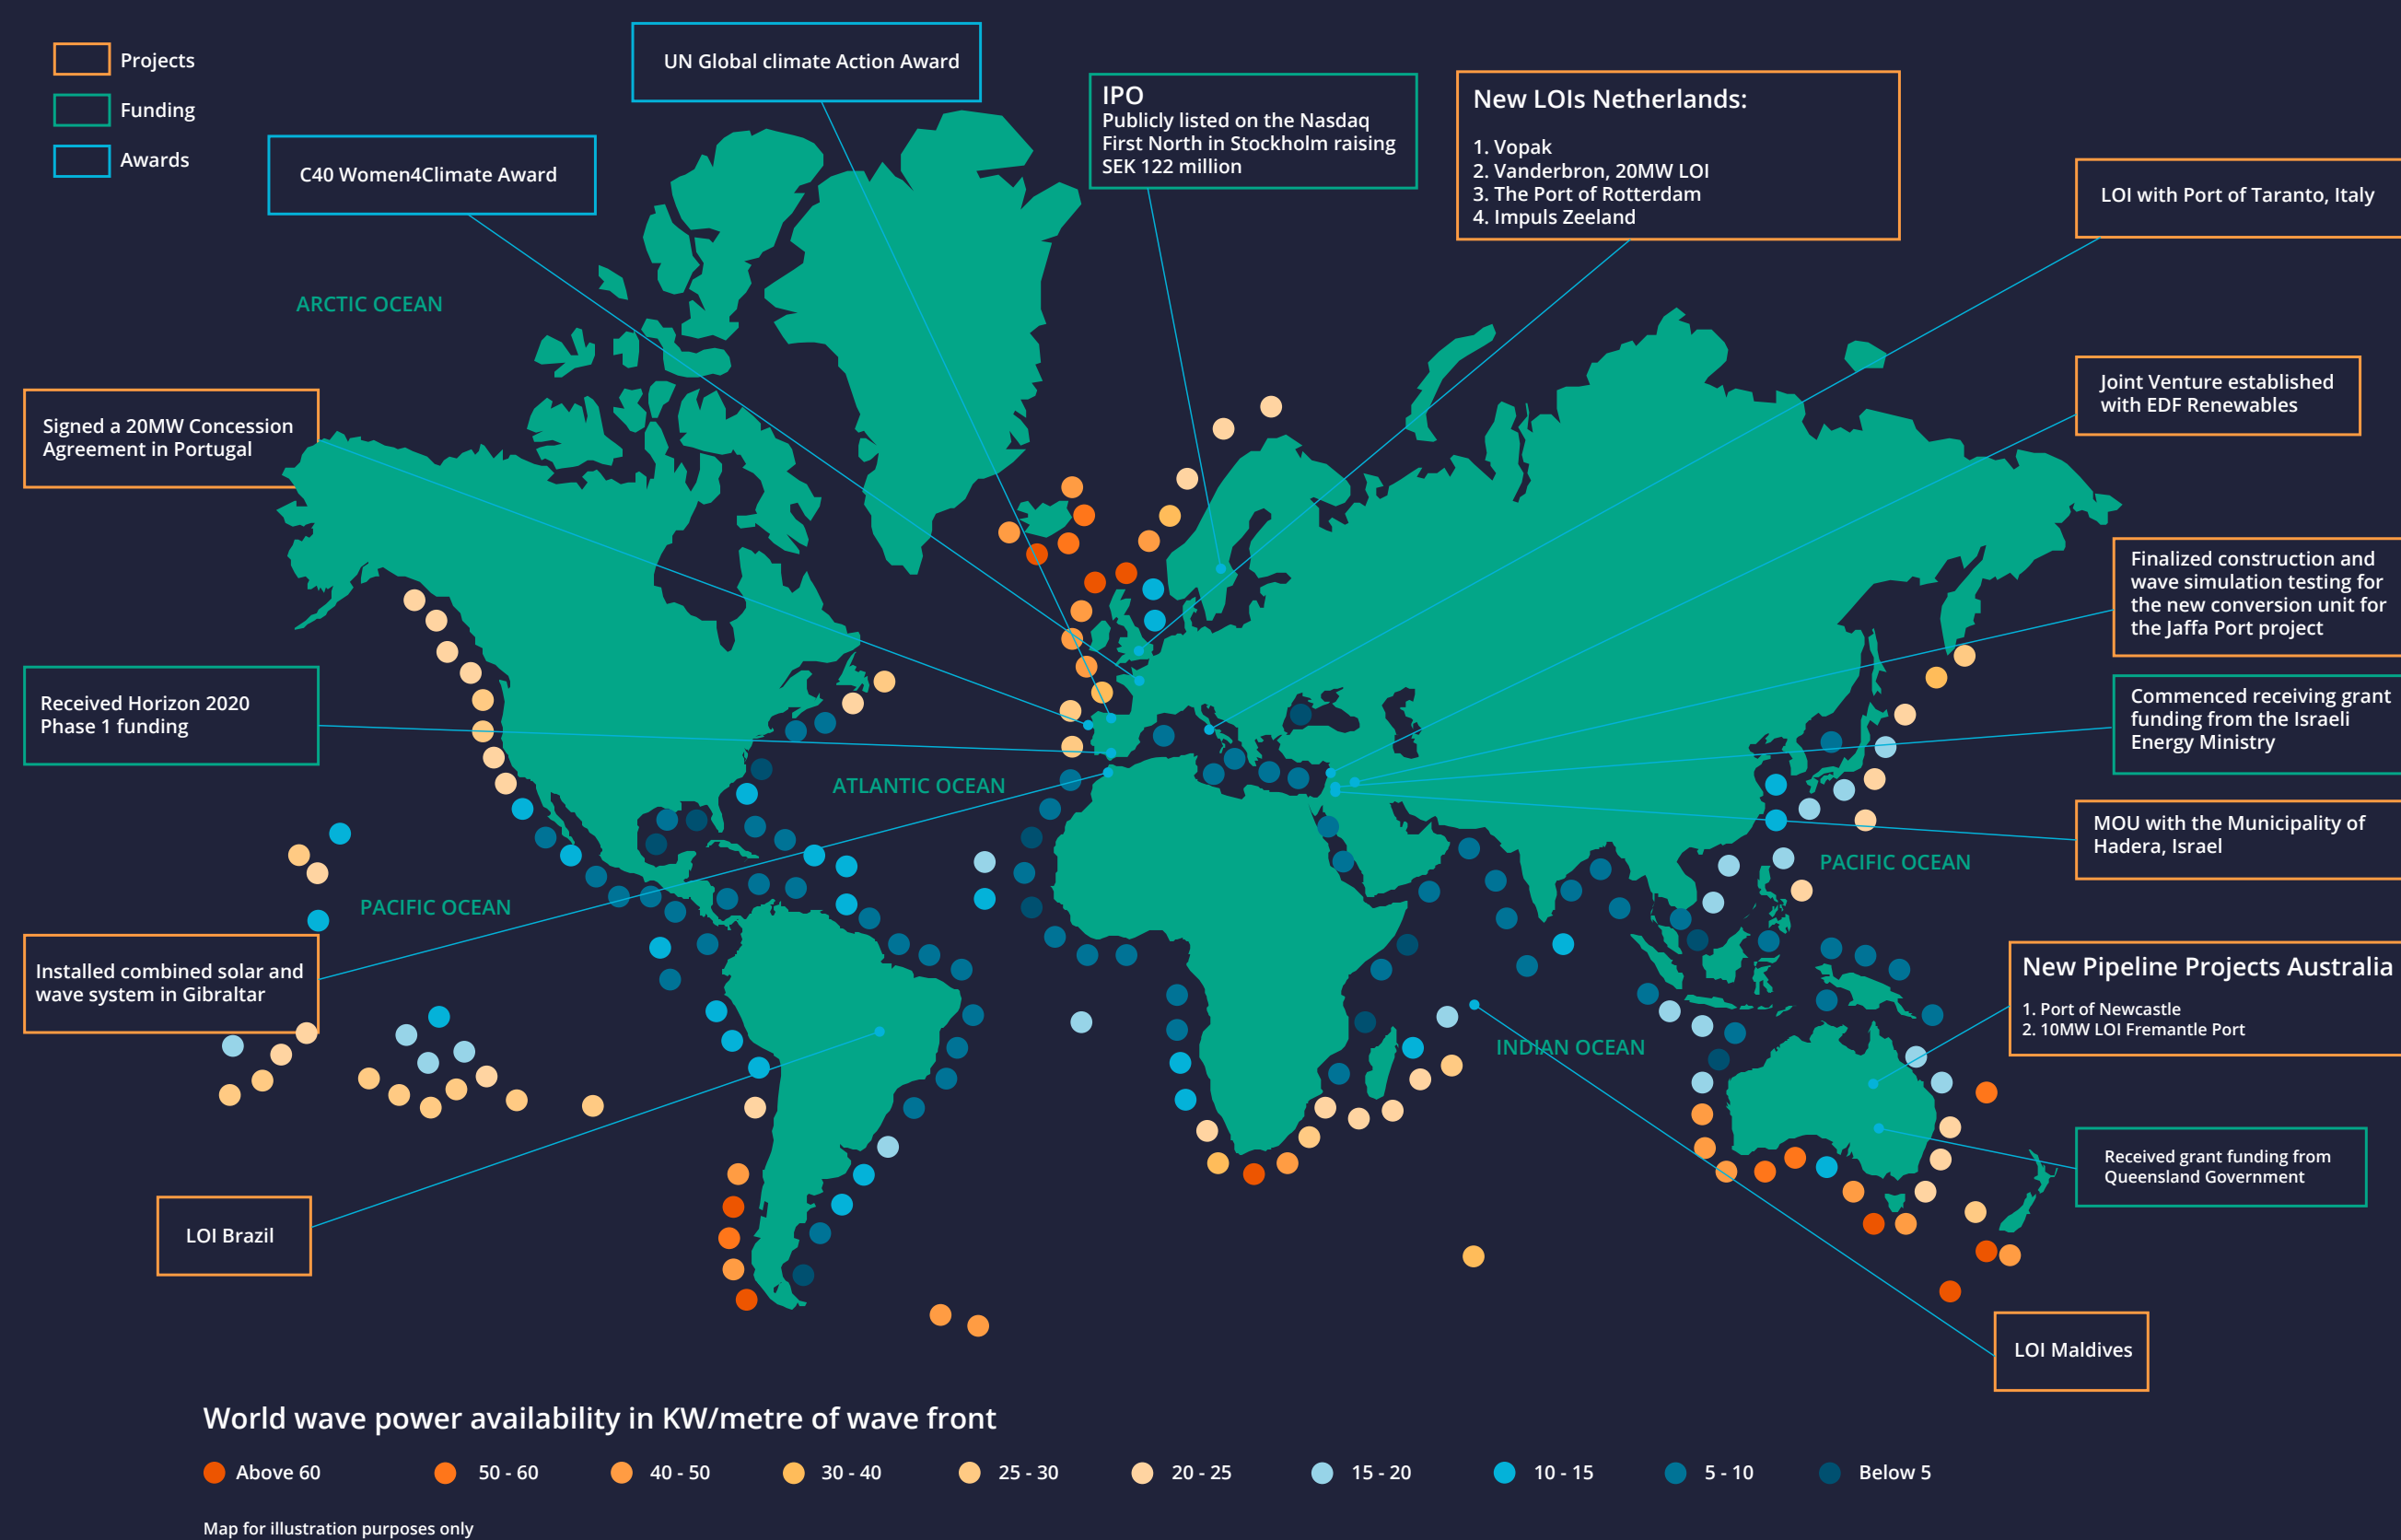 Projects
Funding
Awards
UN Global climate Action Award
C40 Women4Climate Award
IPO
Publicly listed on the Nasdaq
First North in Stockholm raising
SEK 122 million
New LOIs Netherlands:
1. Vopak
2. Vanderbron, 20MW LOI
3. The Port of Rotterdam
4. Impuls Zeeland
LOI with Port of Taranto, Italy
ARCTIC OCEAN
Joint Venture established
with EDF Renewables
Signed a 20MW Concession
Agreement in Portugal
Finalized construction and
wave simulation testing for
the new conversion unit for
the Jaffa Port project
Received Horizon 2020
Phase 1 funding
Commenced receiving grant
funding from the Israeli
Energy Ministry
ATLANTIC OCEAN
MOU with the Municipality of
Hadera, Israel
PACIFIC OCEAN
PACIFIC OCEAN
Installed combined solar and
wave system in Gibraltar
New Pipeline Projects Australia
1. Port of Newcastle
2. 10MW LOI Fremantle Port
INDIAN OCEAN
Received grant funding from
Queensland Government
LOI Brazil
LOI Maldives
World wave power availability in KW/metre of wave front
Above 60
50 - 60
40 - 50
30 - 40
25 - 30
20 - 25
15 - 20
10 - 15
5 - 10
Below 5
Map for illustration purposes only